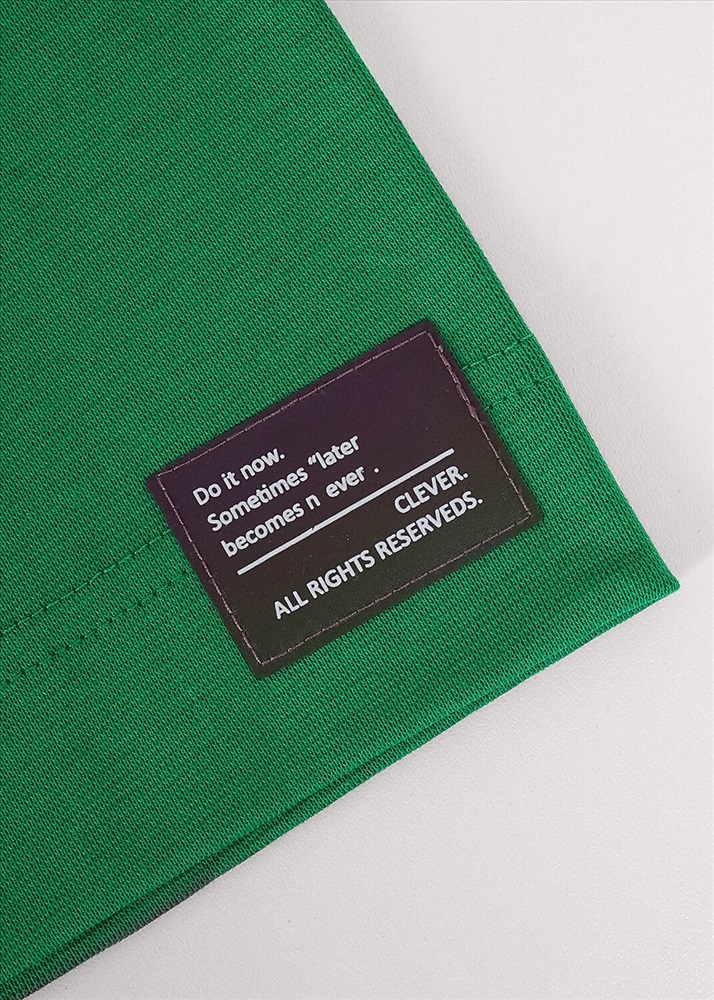 Do it now.
Sometimes “later
becomes n ever .
CLEVER.
ALL RIGHTS RESERVEDS.